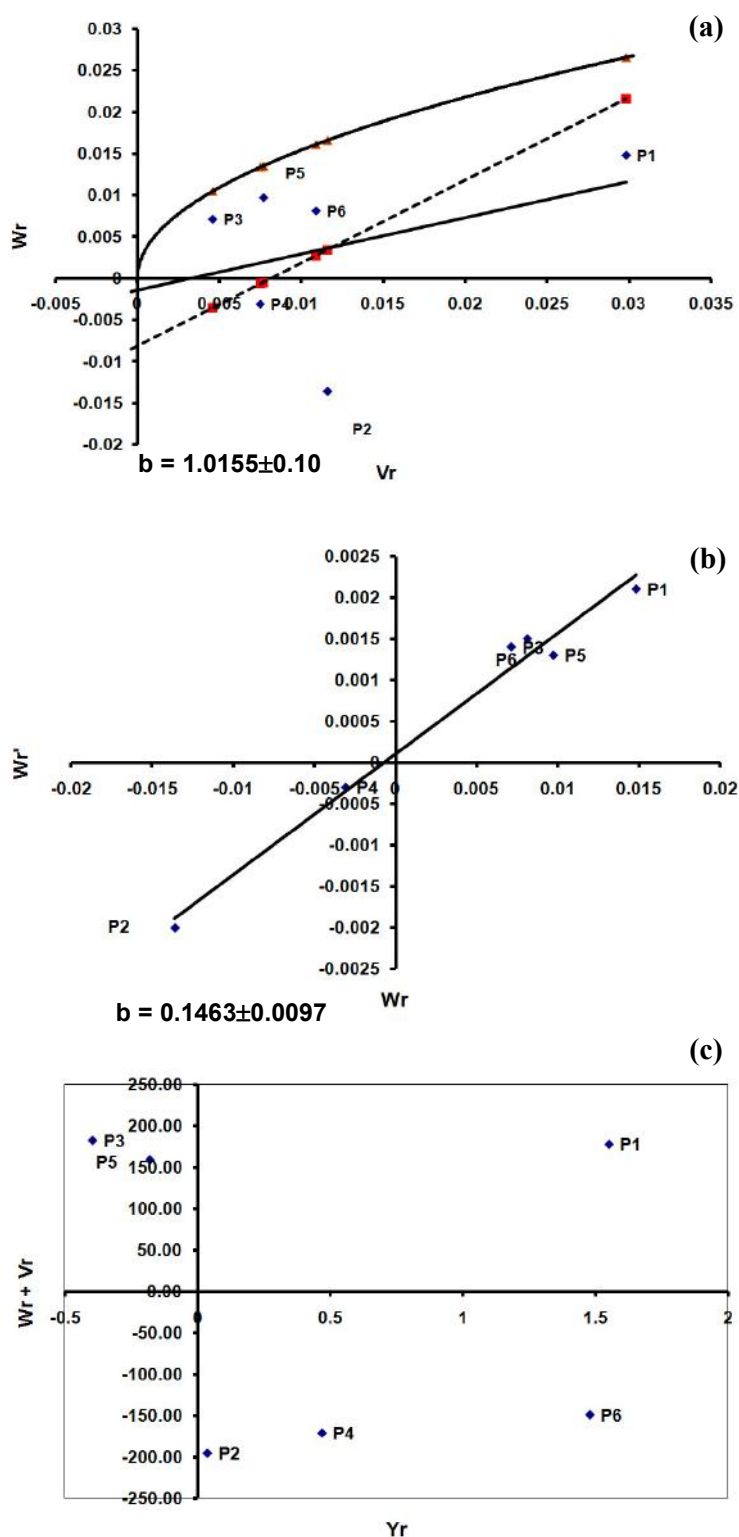 (a)
0.03
0.025
0.02
0.015
0.01
0.005
0
-0.005
-0.01
-0.015
-0.02
-0.005
0
0.005
0.01
0.015
0.02
0.025
0.03
0.035
Wr
P5
P1
P3
P6
P4
P2
b = 1.0155±0.10
Vr
(b)
0.0025
0.002
0.0015
0.001
0.0005
0
-0.0005
-0.001
-0.0015
-0.002
-0.0025
-0.02
-0.015
-0.01
-0.005
0
0.005
0.01
0.015
0.02
Wr'
P1
P3
P6
P5
P4
P2
Wr
b = 0.1463±0.0097
(c)
250.00
200.00
150.00
100.00
50.00
0.00
-50.00
-100.00
-150.00
-200.00
-250.00
-0.5
0
0.5
1
1.5
2
Wr + Vr
P3
P5
P1
P6
P4
P2
Yr